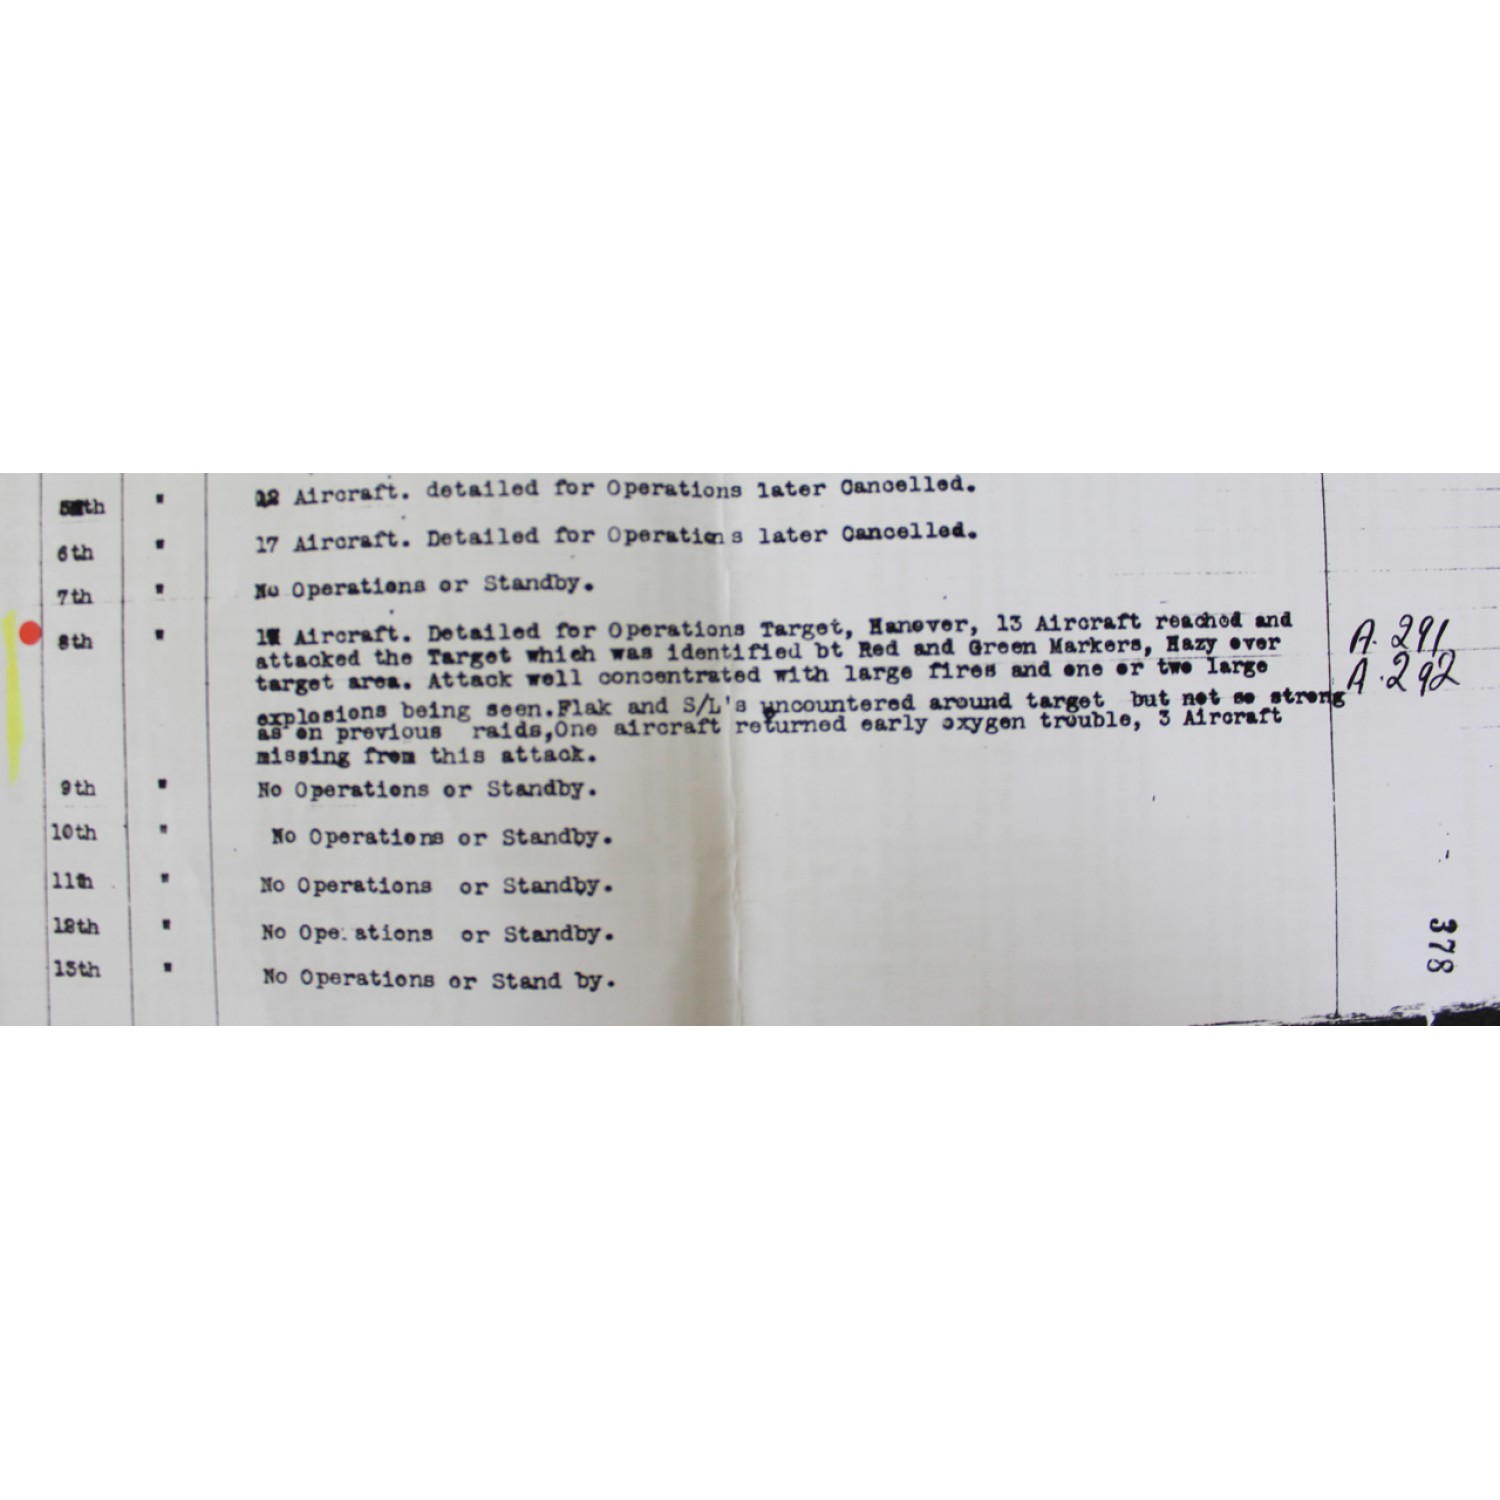 th " Aircraft. detailed for Operations later Cancelled.
6th " 17 Aircraft. Detailed for Operations later Cancelled.
7th " No Operations or Standby.
8th " Aircraft. Detailed for Operations Target, Hanover, 13 Aircraft reached and
attacked the Target which was identified bt Red and Green Markers, Hazy over
target area. Attack well concentrated with large fires and one or two large
explosions being seen.Flak and S/L's uncountered around target but not so strong
as on previous raids,One aircraft returned early oxygen trouble, 3 Aircraft
missing from this attack.
A. 291
A. 292
9th " No Operations or Standby.
10th " No Operations or Standby.
11th " No Operations or Standby.
12th " No Ope ations or Standby.
13th " No Operations or Stand by.
378